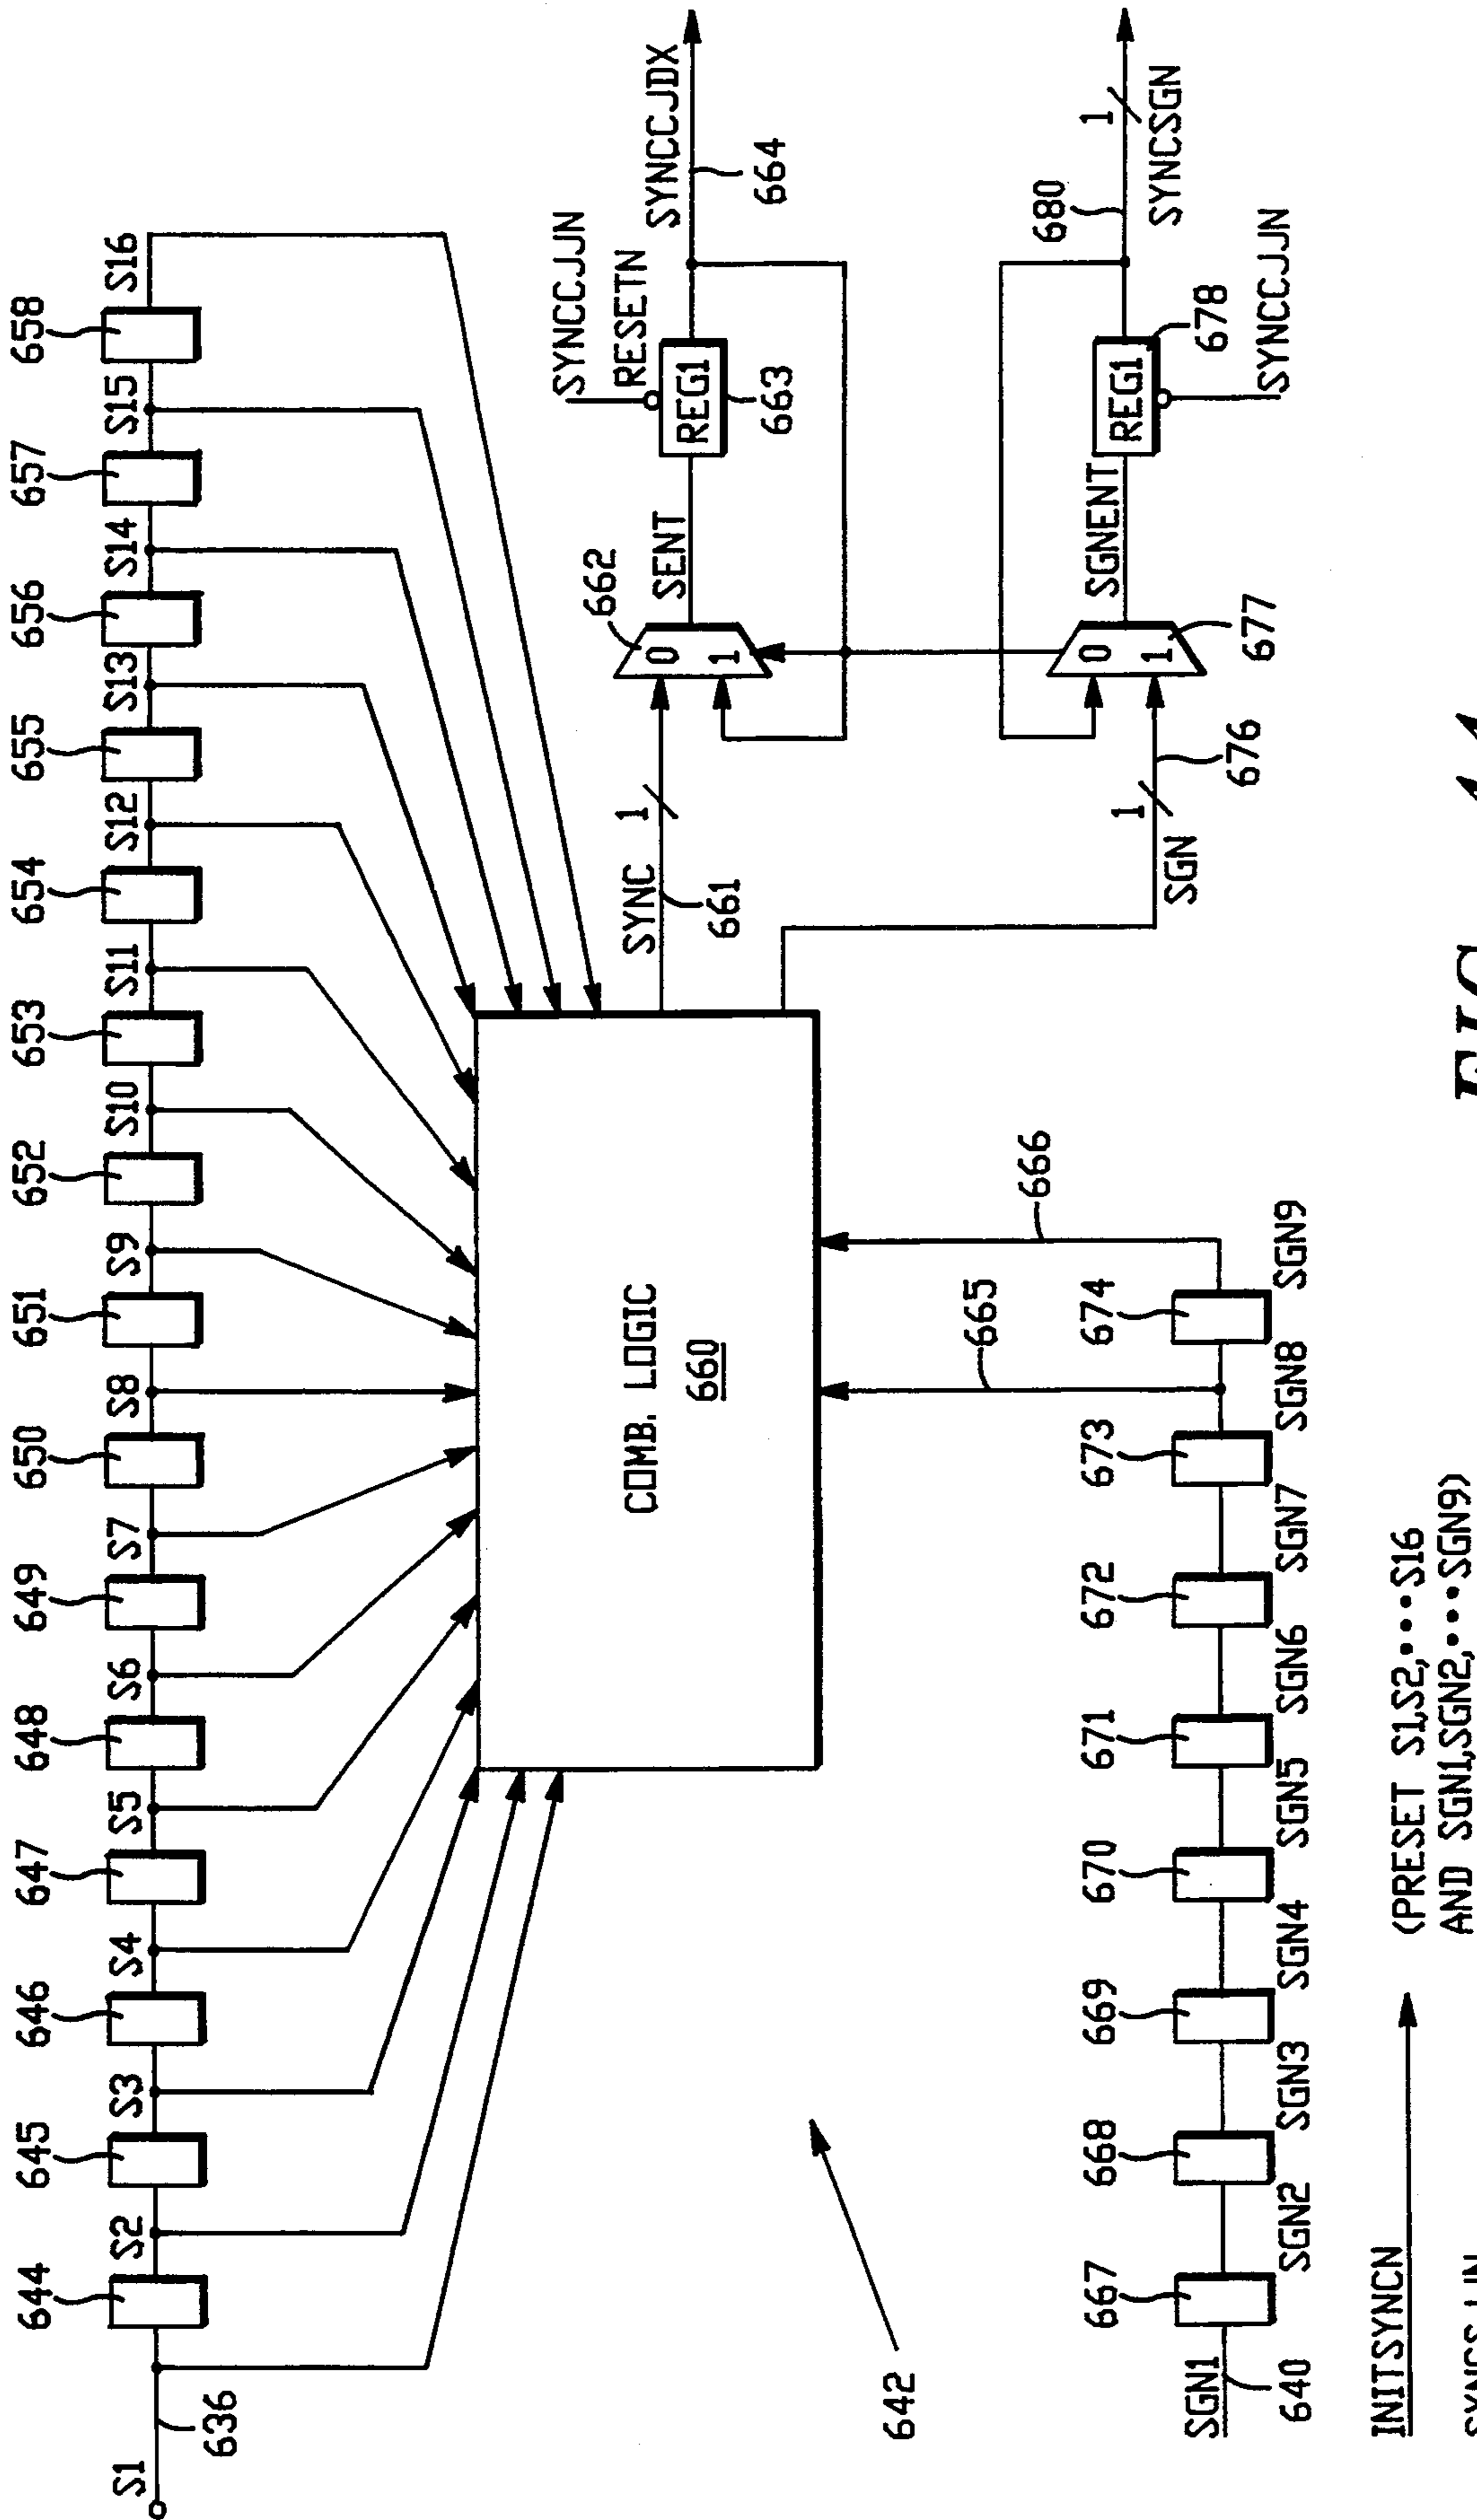 644 645 646 647 648 649 650 651 652 653 654 655 656 657 658
S1 S2 S3 S4 S5 S6 S7 S8 S9 S10 S11 S12 S13 S14 S15 S16
636
SYNCCJJN
RESETN
662
SENT
SYNC 1
661
0
1
REG1
663
SYNCCJDX
664
COMB. LOGIC
660
642
665
666
680
1
SYNCSGN
SGNENT
0
1
REG1
678
SYNCCJJN
677
676
1
SGN
667 668 669 670 671 672 673 674
SGN1
640
SGN2 SGN3 SGN4 SGN5 SGN6 SGN7 SGN8 SGN9
INITSYNCN
(PRESET S1,S2,•••S16
AND SGN1,SGN2,•••SGN9)